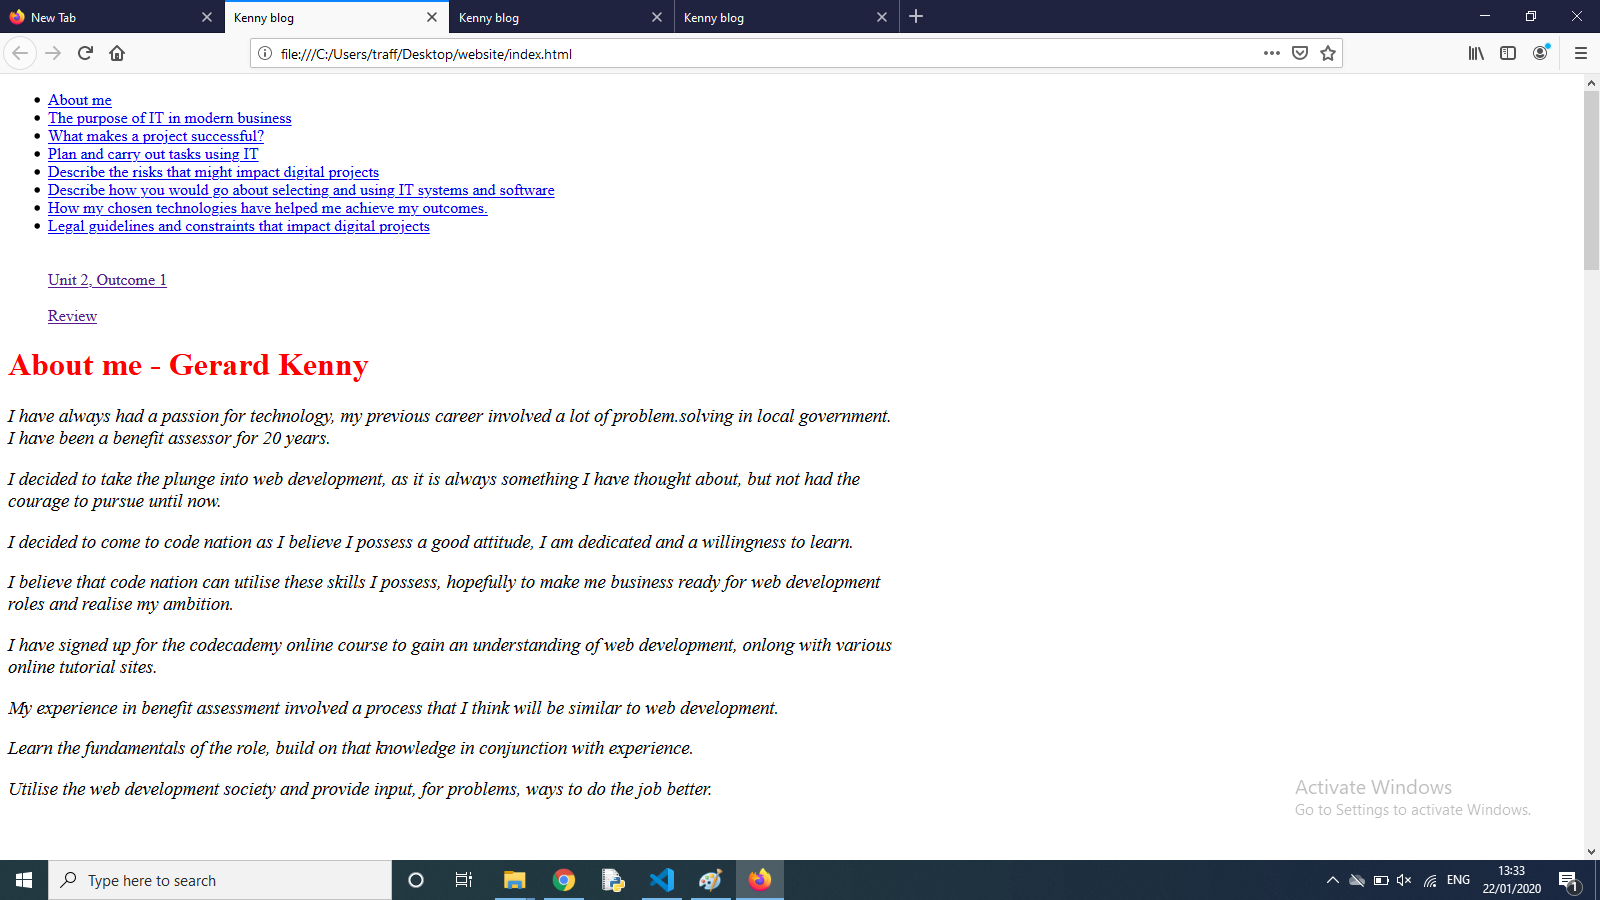 New Tab
Kenny blog
Kenny blog
Kenny blog
file:///C:/Users/traff/Desktop/website/index.html
About me
The purpose of IT in modern business
What makes a project successful?
Plan and carry out tasks using IT
Describe the risks that might impact digital projects
Describe how you would go about selecting and using IT systems and software
How my chosen technologies have helped me achieve my outcomes.
Legal guidelines and constraints that impact digital projects
Unit 2, Outcome 1
Review
About me - Gerard Kenny
I have always had a passion for technology, my previous career involved a lot of problem.solving in local government.
I have been a benefit assessor for 20 years.
I decided to take the plunge into web development, as it is always something I have thought about, but not had the
courage to pursue until now.
I decided to come to code nation as I believe I possess a good attitude, I am dedicated and a willingness to learn.
I believe that code nation can utilise these skills I possess, hopefully to make me business ready for web development
roles and realise my ambition.
I have signed up for the codecademy online course to gain an understanding of web development, onlong with various
online tutorial sites.
My experience in benefit assessment involved a process that I think will be similar to web development.
Learn the fundamentals of the role, build on that knowledge in conjunction with experience.
Utilise the web development society and provide input, for problems, ways to do the job better.
Activate Windows
Go to Settings to activate Windows.
Type here to search
ENG
13:33
22/01/2020
1